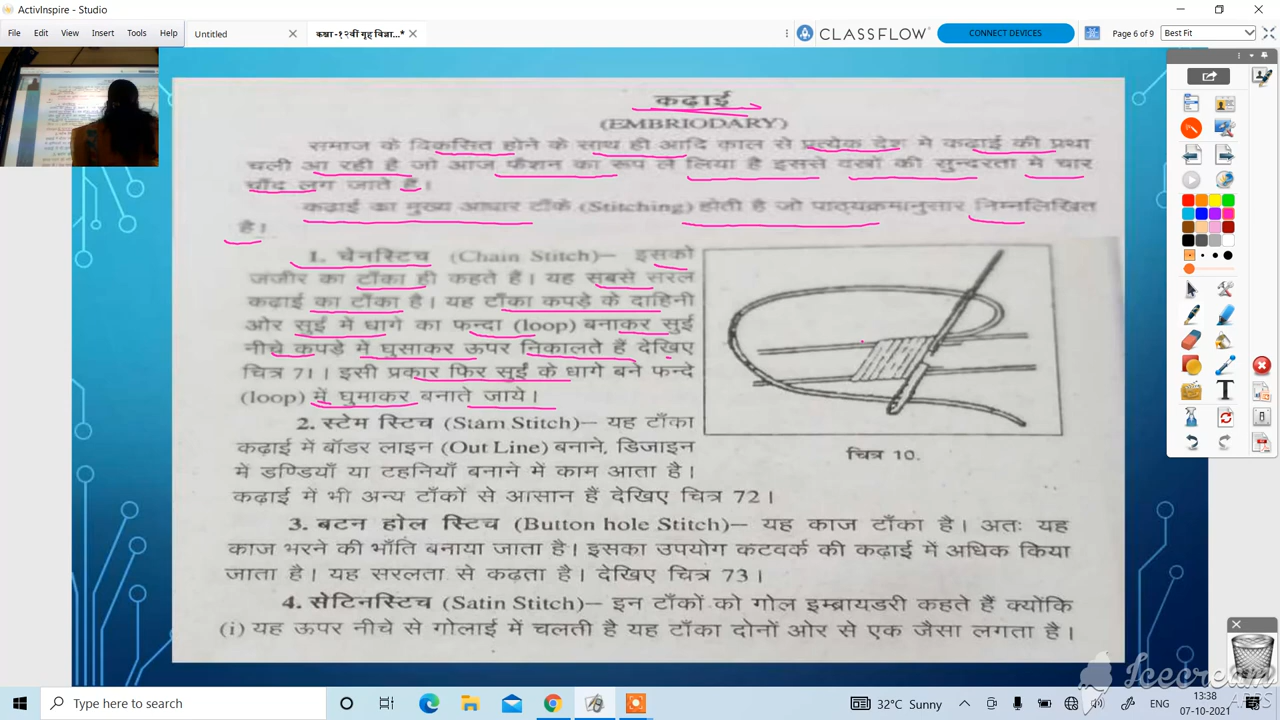 ActivInspire - Studio
File Edit View Insert Tools Help
Untitled
कक्षा -१२वीं गृह विज्ञा...*
CLASSFLOW
CONNECT DEVICES
Page 6 of 9
Best Fit
कढ़ाई
(EMBRIODARY)
समाज के विकसित होने के साथ ही आदि काल से प्रत्येक देश में कढ़ाई की प्रथा
चली आ रही है जो आज फैशन का रूप ले लिया है इससे वस्त्रों की सुन्दरता में चार
चाँद लग जाते हैं।
कढ़ाई का मुख्य आधार टाँके (Stitching) होती है जो पाठ्यक्रमानुसार निम्नलिखित
है।
1. चेनस्टिच (Chin Stitch)- इसको
जंजीर का टाँका ही कहते हैं। यह सबसे सरल
कढ़ाई का टाँका है। यह टाँका कपड़े के दाहिनी
ओर सुई में धागे का फन्दा (loop) बनाकर सुई
नीचे कपड़े में घुसाकर ऊपर निकालते हैं देखिए
चित्र 71। इसी प्रकार फिर सुईं के धागे बने फन्दे
(loop) में घुमाकर बनाते जाये।
चित्र 10.
2. स्टेम स्टिच (Stam Stitch)- यह टाँका
कढ़ाई में बॉडर लाइन (Out Line) बनाने, डिजाइन
में डण्डियाँ या टहनियाँ बनाने में काम आता है।
कढ़ाई में भी अन्य टाँकों से आसान हैं देखिए चित्र 72।
3. बटन होल स्टिच (Button hole Stitch)- यह काज टाँका है। अतः यह
काज भरने की भाँति बनाया जाता है। इसका उपयोग कटवर्क की कढ़ाई में अधिक किया
जाता है। यह सरलता से कढ़ता है। देखिए चित्र 73।
4. सेटिनस्टिच (Satin Stitch)- इन टाँकों को गोल इम्ब्रायडरी कहते हैं क्योंकि
(i) यह ऊपर नीचे से गोलाई में चलती है यह टाँका दोनों ओर से एक जैसा लगता है।
Icecream
APPS
Type here to search
32°C Sunny
ENG
13:38
07-10-2021